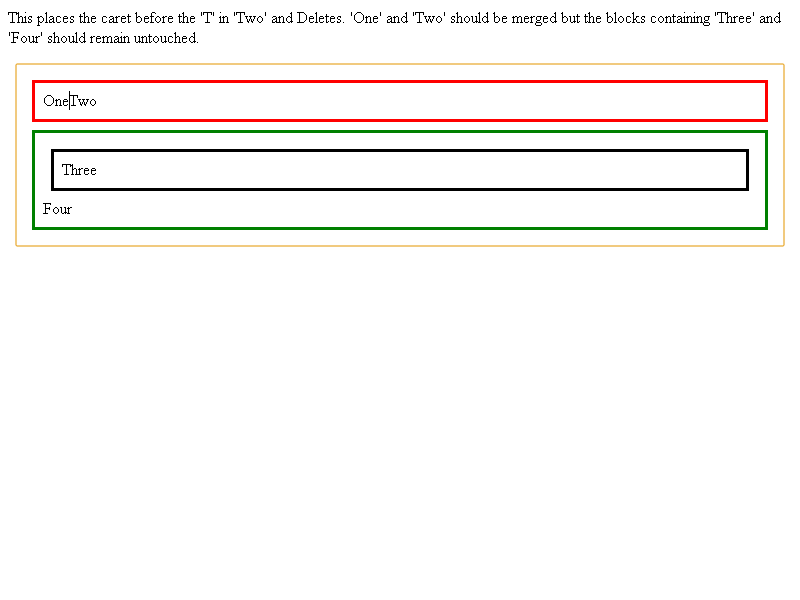 This places the caret before the 'T' in 'Two' and Deletes. 'One' and 'Two' should be merged but the blocks containing 'Three' and
'Four' should remain untouched.
OneTwo
Three
Four